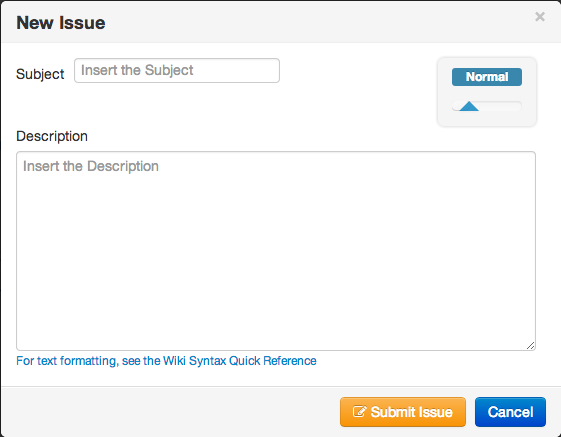 New Issue
×
Subject
Insert the Subject
Normal
Description
Insert the Description
For text formatting, see the Wiki Syntax Quick Reference
Submit Issue
Cancel